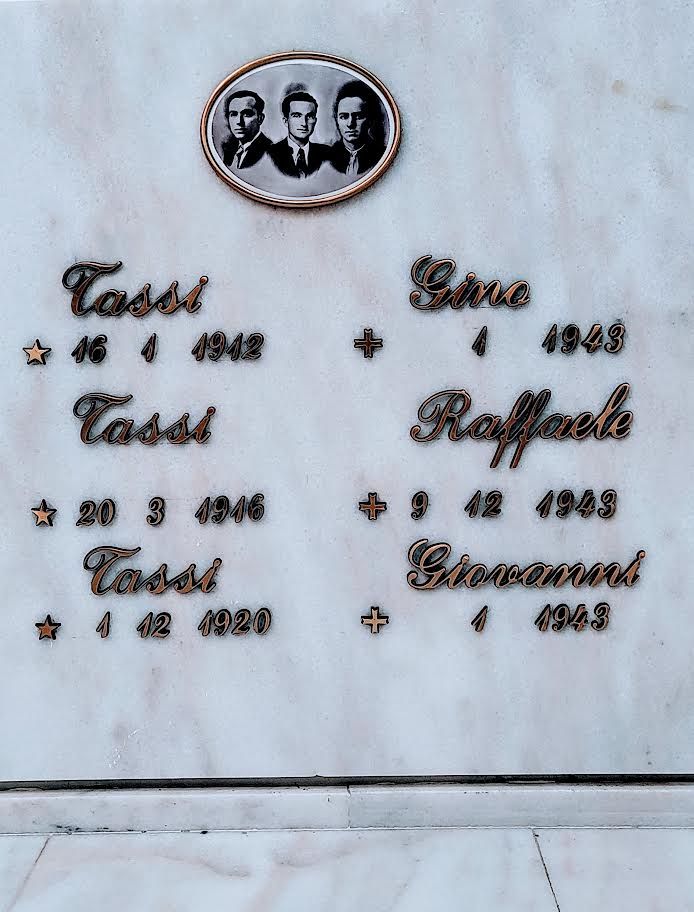 Tassi Gino
16 1 1912 1 1943
Tassi Raffaele
20 3 1916 9 12 1943
Tassi Giovanni
1 12 1920 1 1943